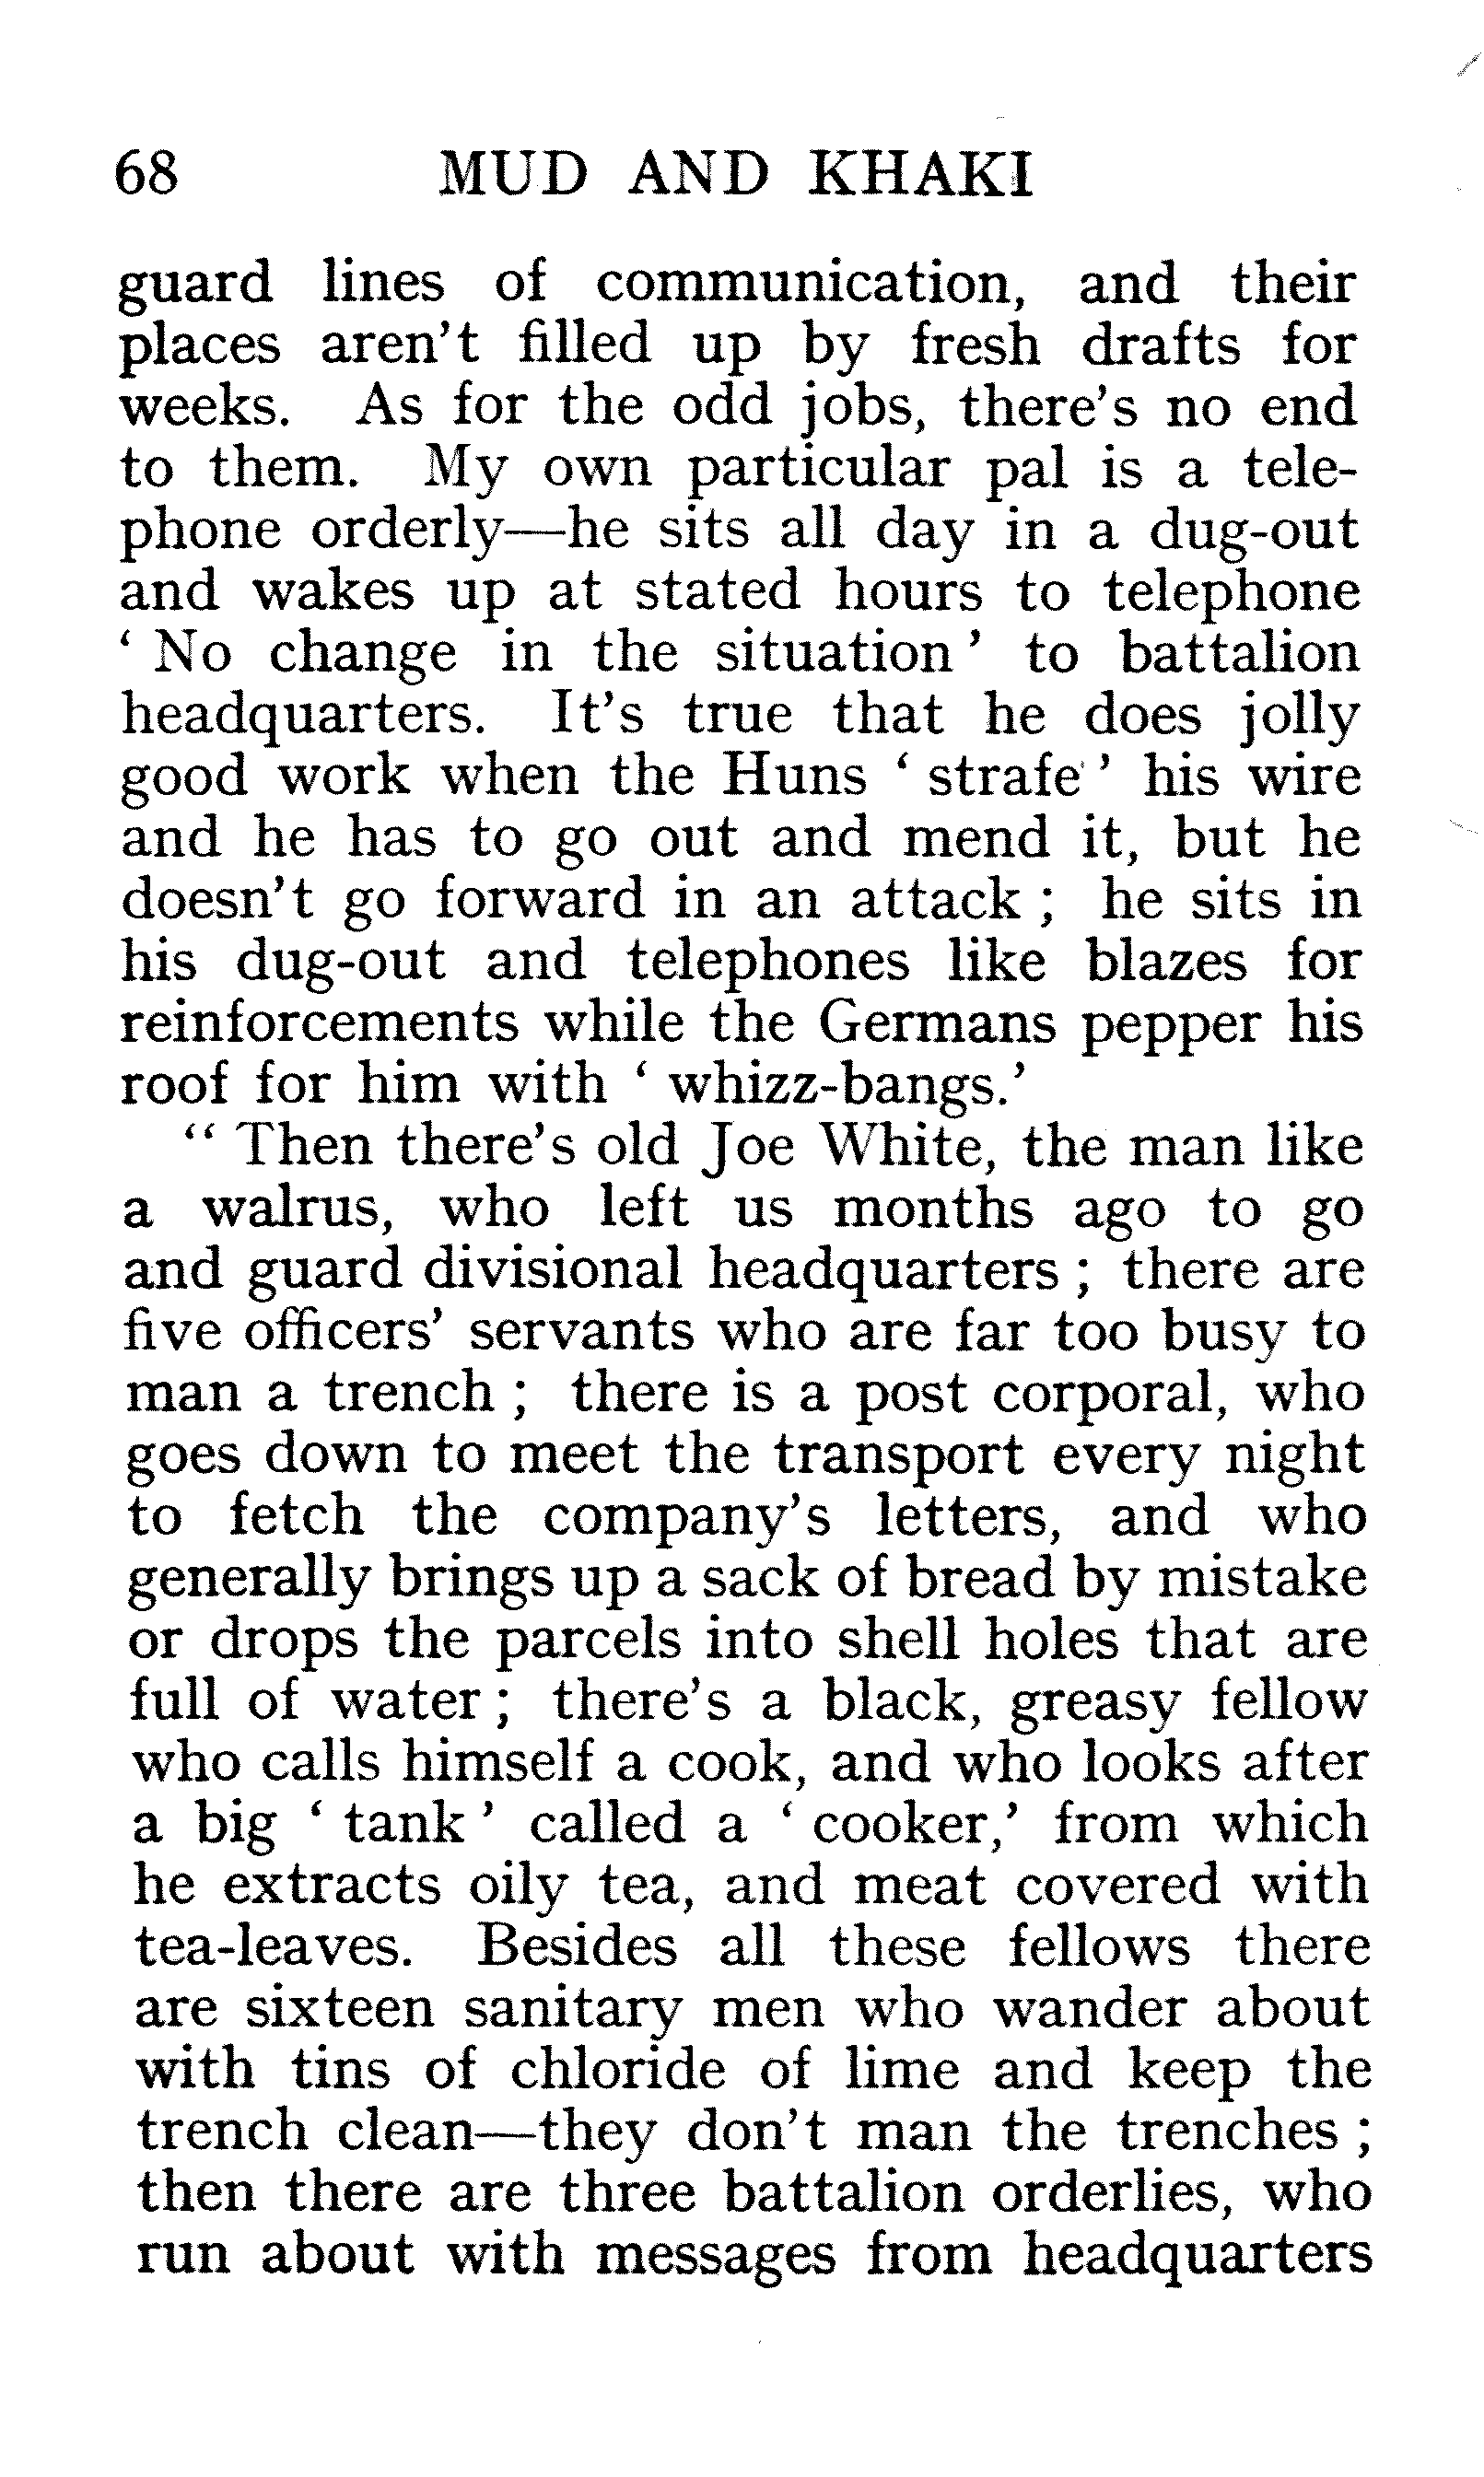 68 MUD AND KHAKI
guard lines of communication, and their
places aren't filled up by fresh drafts for
weeks. As for the odd jobs, there's no end
to them. My own particular pal is a tele-
phone orderly—he sits all day in a dug-out
and wakes up at stated hours to telephone
‘ No change in the situation ’ to battalion
headquarters. It's true that he does jolly
good work when the Huns ‘ strafe ’ his wire
and he has to go out and mend it, but he
doesn't go forward in an attack ; he sits in
his dug-out and telephones like blazes for
reinforcements while the Germans pepper his
roof for him with ‘ whizz-bangs.’
“ Then there's old Joe White, the man like
a walrus, who left us months ago to go
and guard divisional headquarters ; there are
five officers' servants who are far too busy to
man a trench ; there is a post corporal, who
goes down to meet the transport every night
to fetch the company's letters, and who
generally brings up a sack of bread by mistake
or drops the parcels into shell holes that are
full of water ; there's a black, greasy fellow
who calls himself a cook, and who looks after
a big ‘ tank ’ called a ‘ cooker,’ from which
he extracts oily tea, and meat covered with
tea-leaves. Besides all these fellows there
are sixteen sanitary men who wander about
with tins of chloride of lime and keep the
trench clean—they don't man the trenches ;
then there are three battalion orderlies, who
run about with messages from headquarters